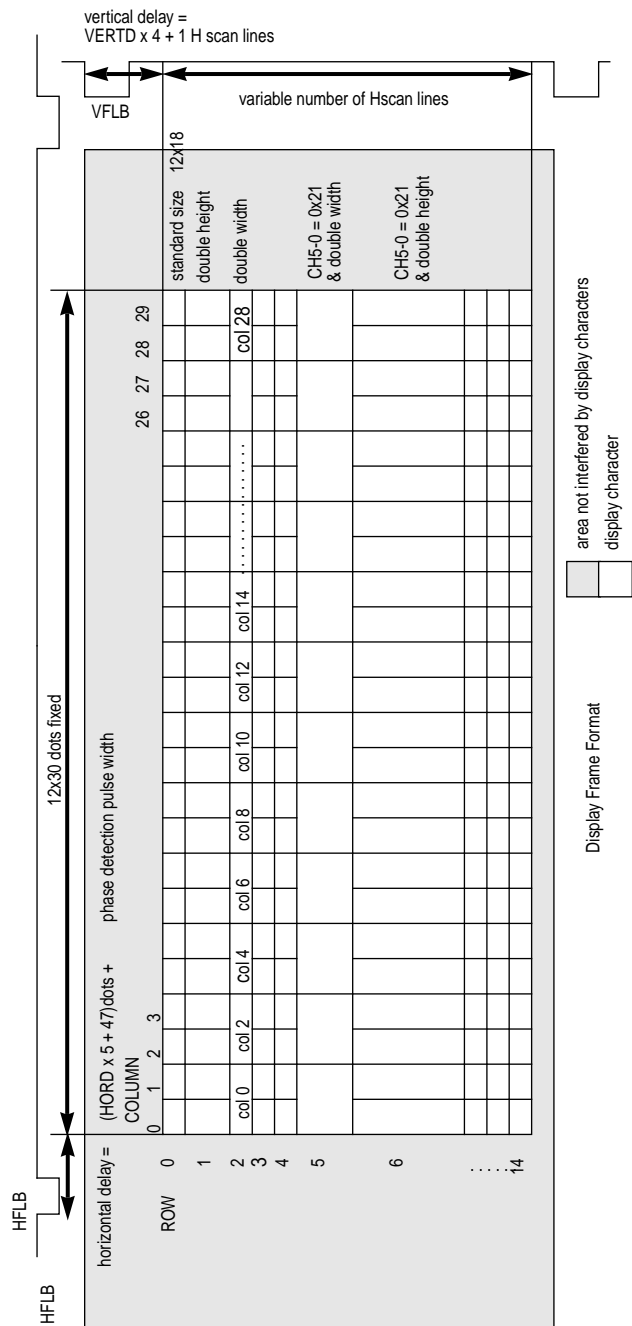 vertical delay =
VERTD x 4 + 1 H scan lines
VFLB
variable number of Hscan lines
HFLB
HFLB
12x30 dots fixed
horizontal delay = (HORD x 5 + 47)dots + phase detection pulse width
COLUMN
0 1 2 3 26 27 28 29
ROW
0 standard size 12x18
1 double height
2 col 0 col 2 col 4 col 6 col 8 col 10 col 12 col 14 .............. col 28 double width
3
4
5 CH5-0 = 0x21
& double width
6 CH5-0 = 0x21
& double height
.....
14
area not interfered by display characters
display character
Display Frame Format